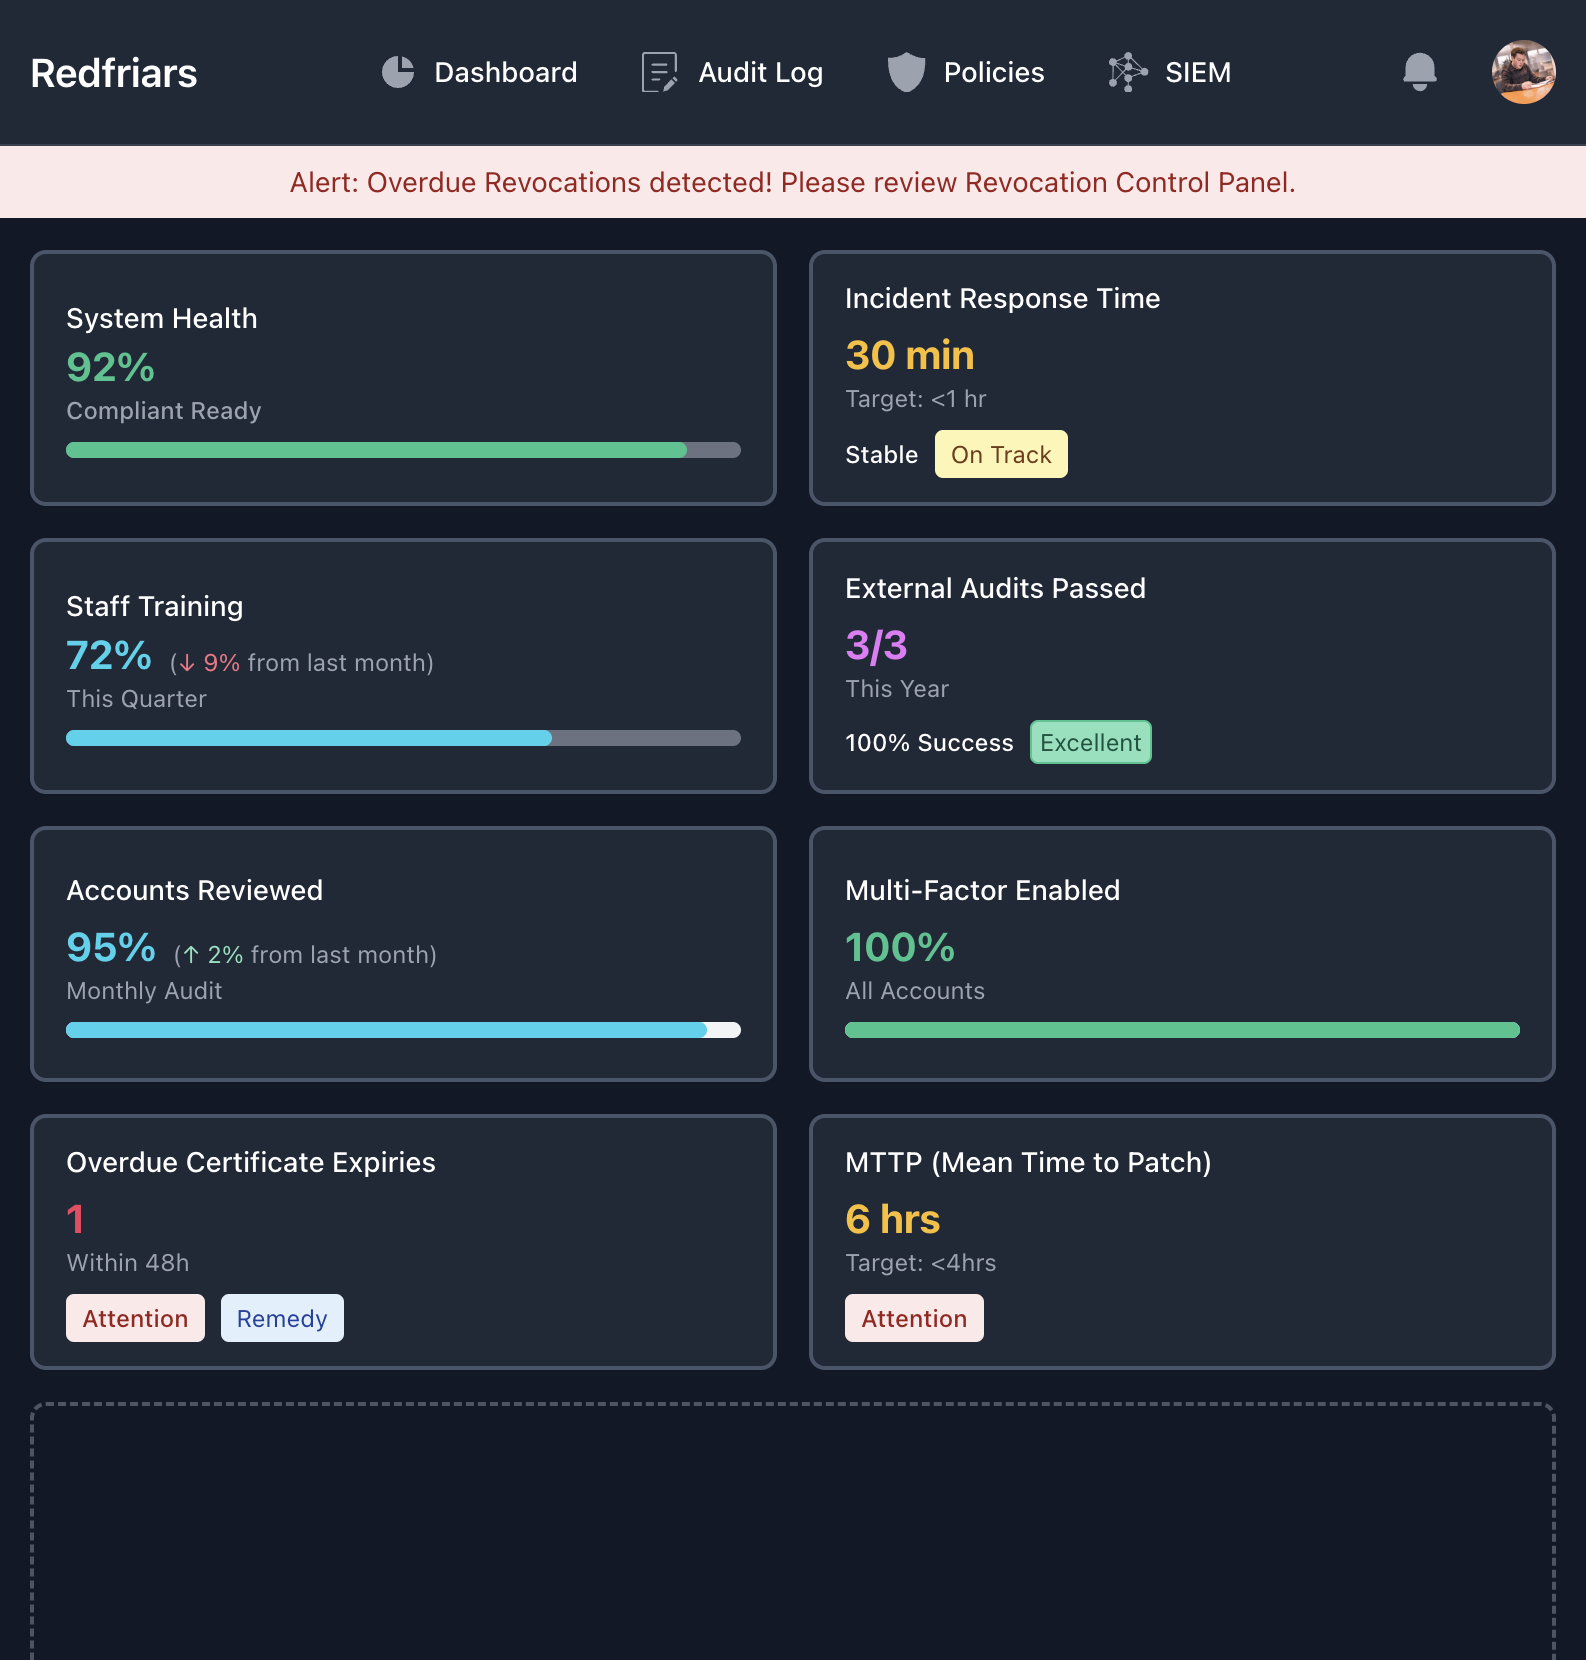 Redfriars
Dashboard
Audit Log
Policies
SIEM
Alert: Overdue Revocations detected! Please review Revocation Control Panel.
System Health
92%
Compliant Ready
Incident Response Time
30 min
Target: <1 hr
Stable On Track
Staff Training
72% (↓ 9% from last month)
This Quarter
External Audits Passed
3/3
This Year
100% Success Excellent
Accounts Reviewed
95% (↑ 2% from last month)
Monthly Audit
Multi-Factor Enabled
100%
All Accounts
Overdue Certificate Expiries
1
Within 48h
Attention Remedy
MTTP (Mean Time to Patch)
6 hrs
Target: <4hrs
Attention